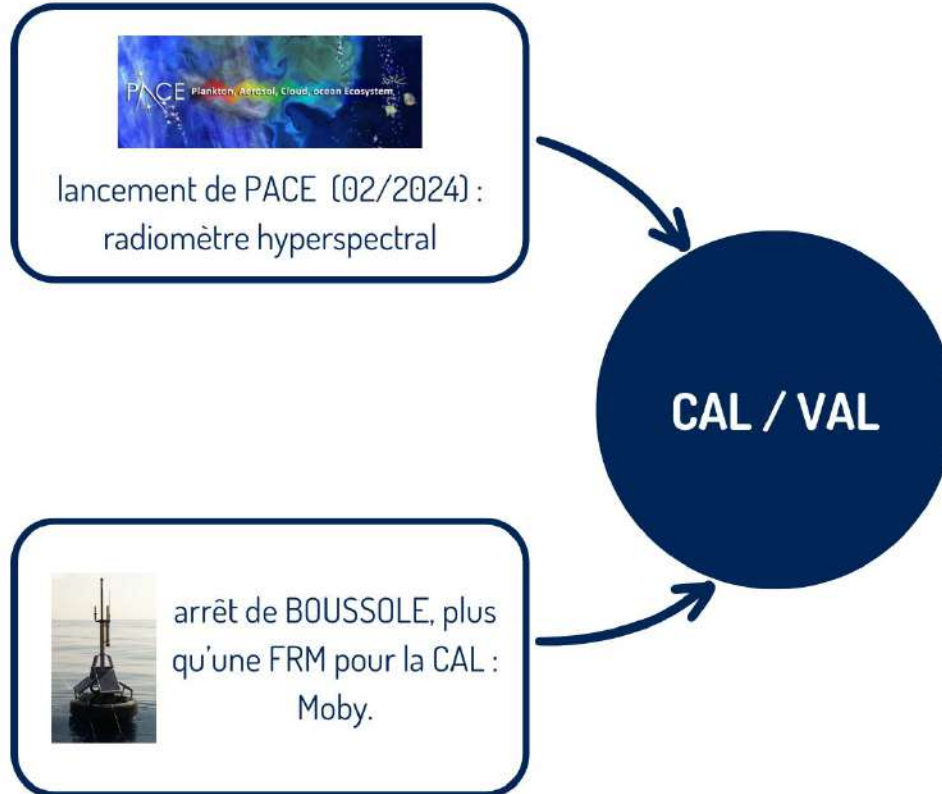 PACE Plankton, Aerosol, Cloud, ocean Ecosystem
lancement de PACE (02/2024) :
radiomètre hyperspectral
CAL / VAL
arrêt de BOUSSOLE, plus
qu'une FRM pour la CAL :
Moby.